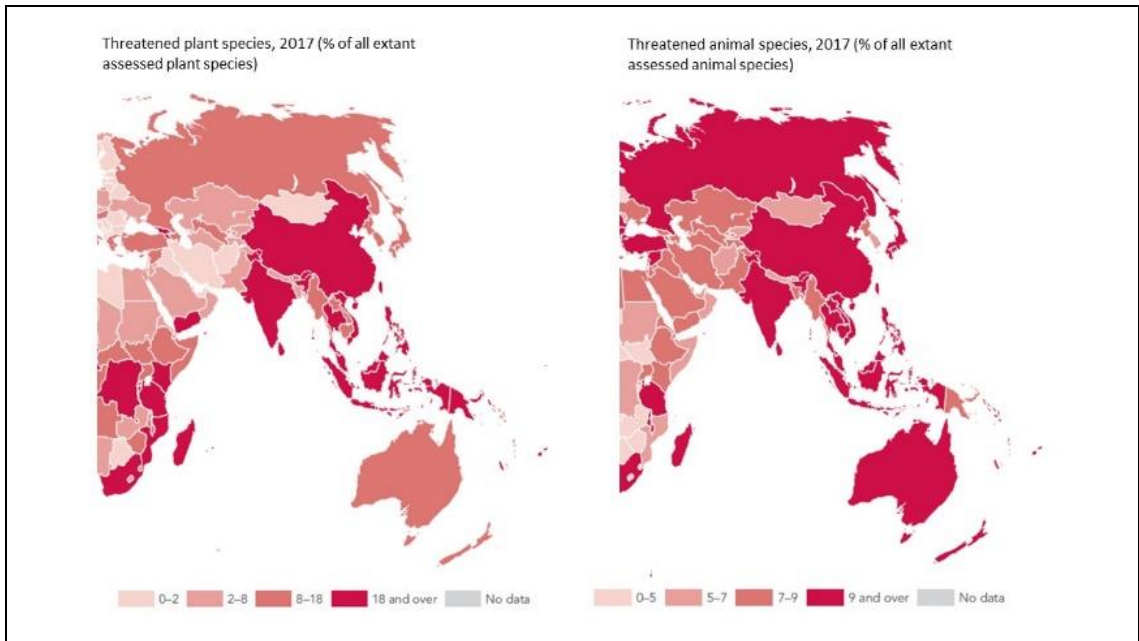 Threatened plant species, 2017 (% of all extant
assessed plant species)
Threatened animal species, 2017 (% of all extant
assessed animal species)
0–2 2–8 8–18 18 and over No data
0–5 5–7 7–9 9 and over No data